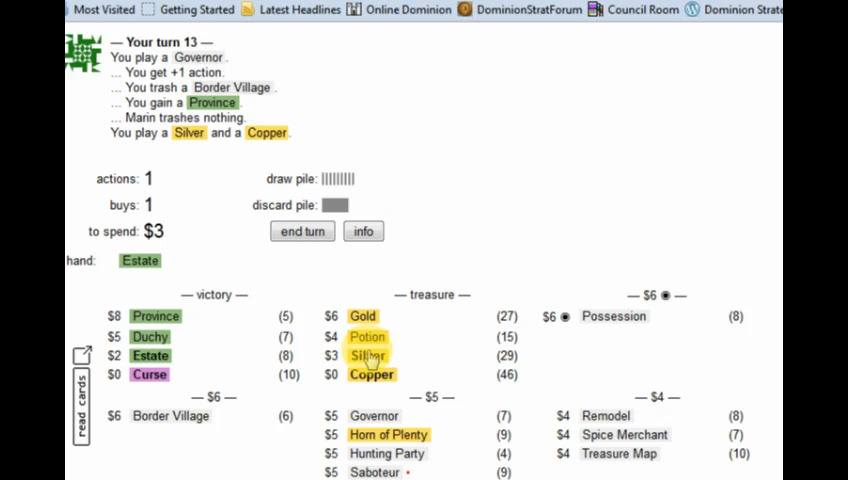 Most Visited Getting Started Latest Headlines Online Dominion DominionStratForum Council Room Dominion Strate
— Your turn 13 —
You play a Governor.
... You get +1 action.
... You trash a Border Village.
... You gain a Province.
... Marin trashes nothing.
You play a Silver and a Copper.
actions: 1 draw pile:
buys: 1 discard pile:
to spend: $3 end turn info
hand: Estate
— victory — — treasure — — $6 —
$8 Province (5) $6 Gold (27) $6 Possession (8)
$5 Duchy (7) $4 Potion (15)
$2 Estate (8) $3 Silver (29)
$0 Curse (10) $0 Copper (46)
read cards
— $6 — — $5 — — $4 —
$6 Border Village (6) $5 Governor (7) $4 Remodel (8)
$5 Horn of Plenty (9) $4 Spice Merchant (7)
$5 Hunting Party (4) $4 Treasure Map (10)
$5 Saboteur (9)